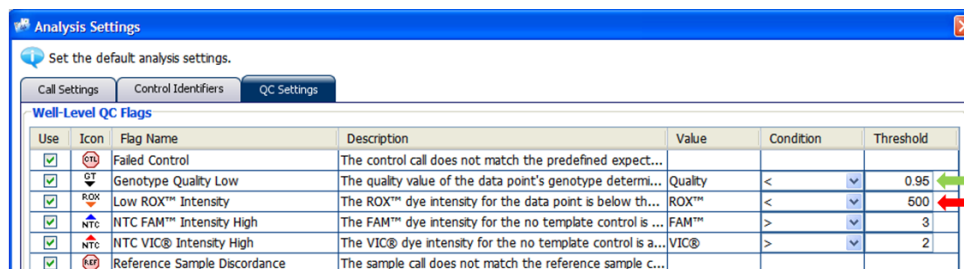 Analysis Settings
Set the default analysis settings.
Call Settings Control Identifiers QC Settings
Well-Level QC Flags
Use Icon Flag Name Description Value Condition Threshold
CTL Failed Control The control call does not match the predefined expect...
GT Genotype Quality Low The quality value of the data point's genotype determi... Quality < 0.95
ROX Low ROX™ Intensity The ROX™ dye intensity for the data point is below th... ROX™ < 500
NTC NTC FAM™ Intensity High The FAM™ dye intensity for the no template control is ... FAM™ > 3
NTC NTC VIC® Intensity High The VIC® dye intensity for the no template control is a... VIC® > 2
REF Reference Sample Discordance The sample call does not match the reference sample c...